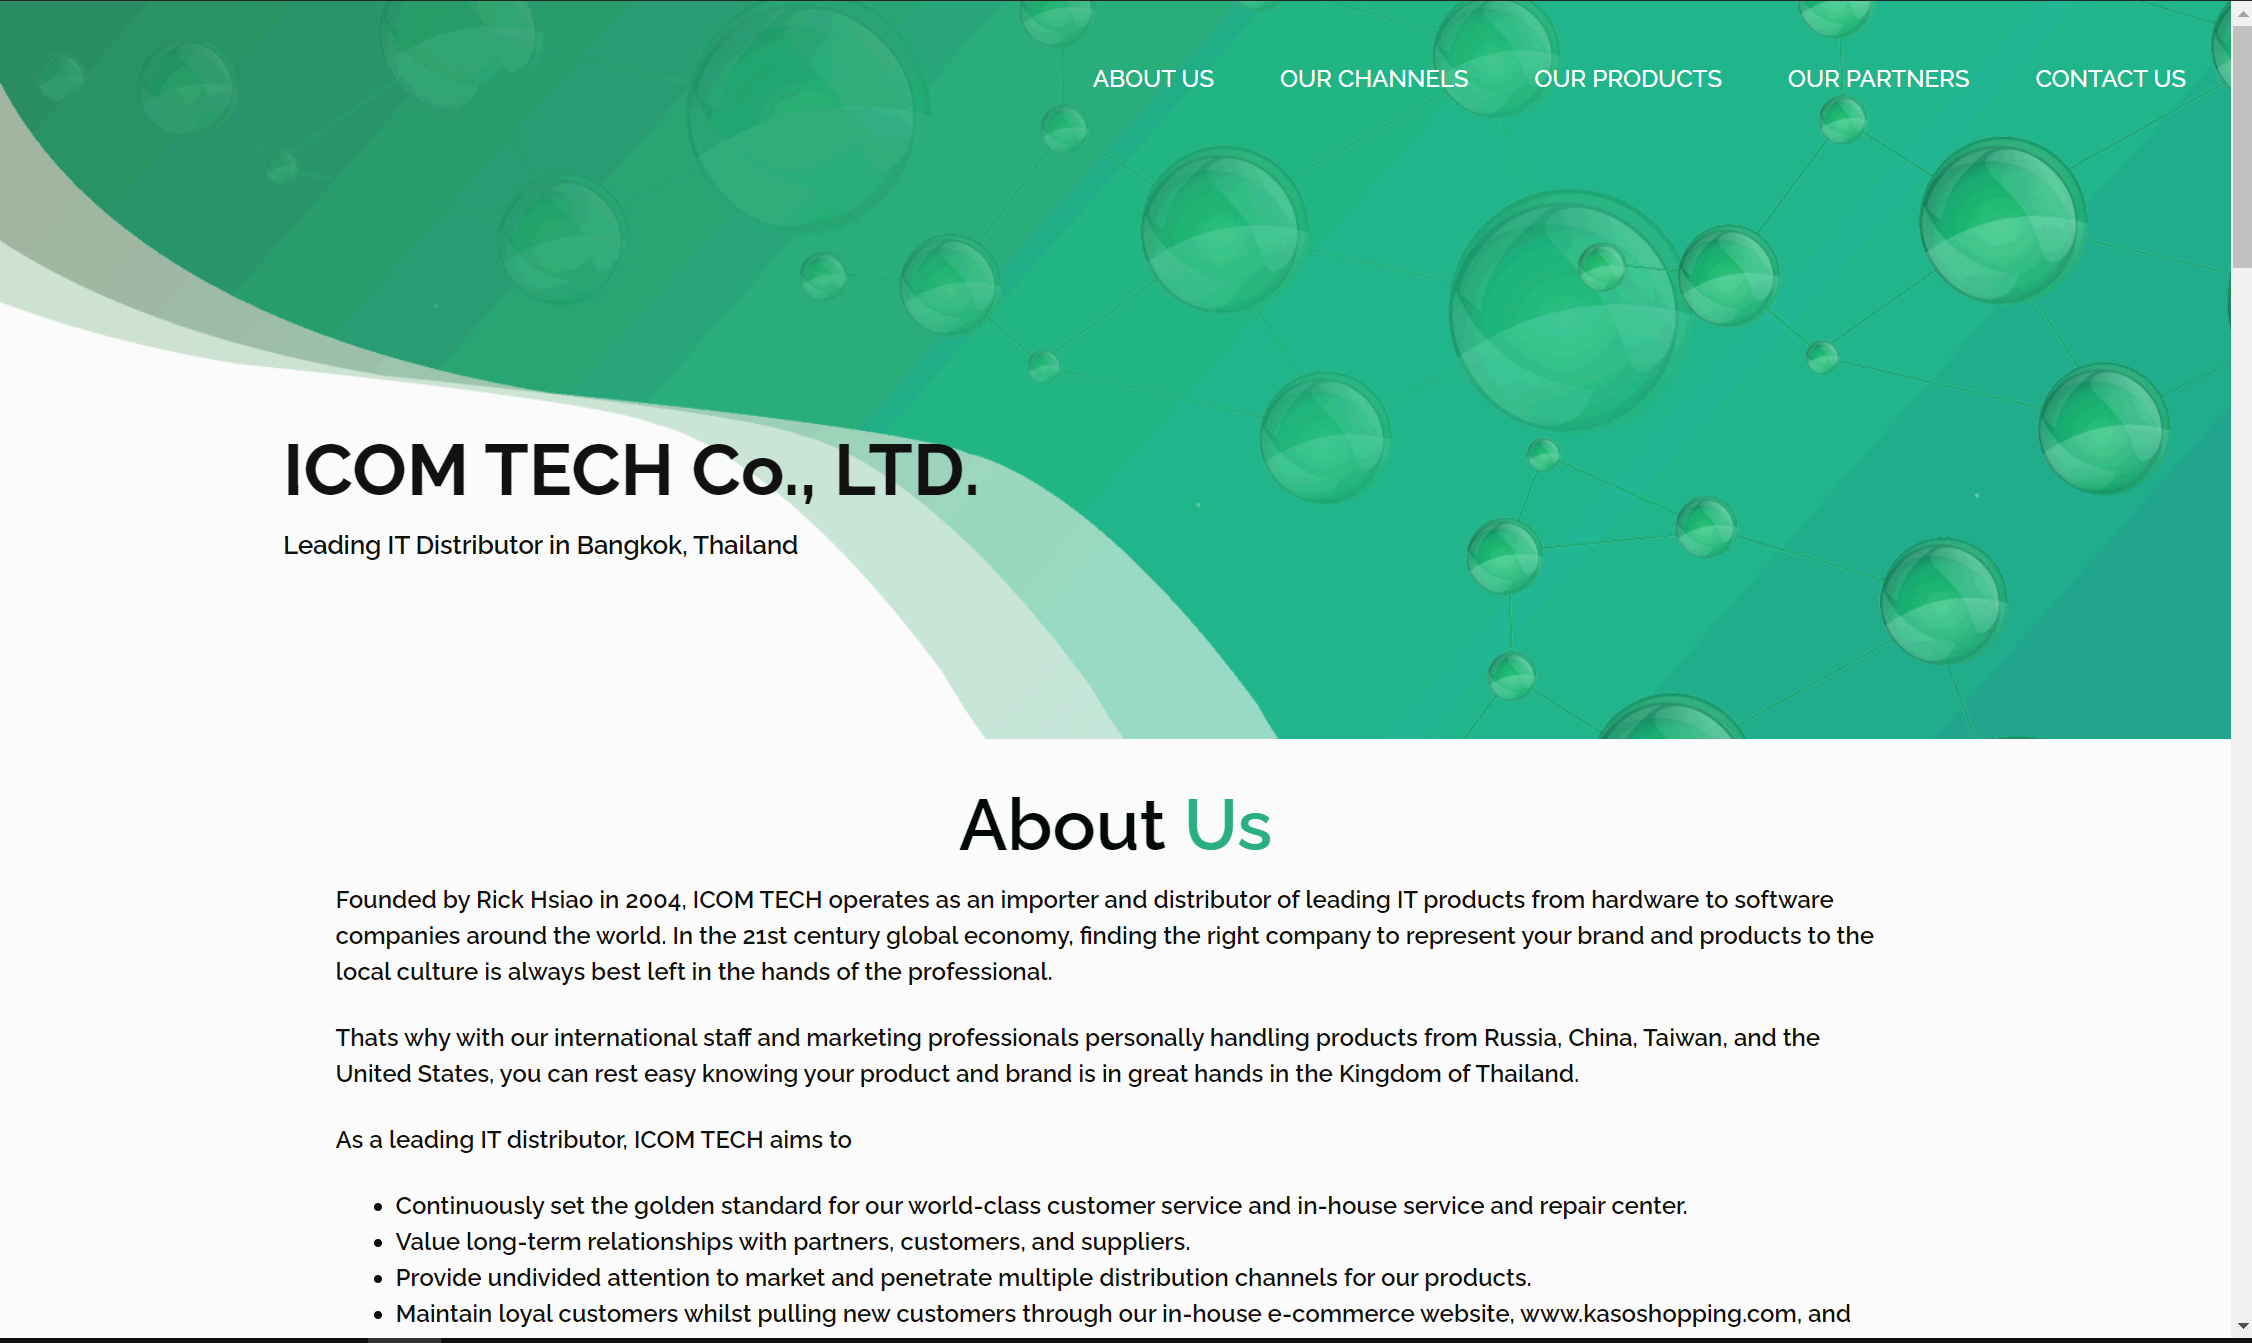 ABOUT US OUR CHANNELS OUR PRODUCTS OUR PARTNERS CONTACT US
ICOM TECH Co., LTD.
Leading IT Distributor in Bangkok, Thailand
About Us
Founded by Rick Hsiao in 2004, ICOM TECH operates as an importer and distributor of leading IT products from hardware to software
companies around the world. In the 21st century global economy, finding the right company to represent your brand and products to the
local culture is always best left in the hands of the professional.
Thats why with our international staff and marketing professionals personally handling products from Russia, China, Taiwan, and the
United States, you can rest easy knowing your product and brand is in great hands in the Kingdom of Thailand.
As a leading IT distributor, ICOM TECH aims to
• Continuously set the golden standard for our world-class customer service and in-house service and repair center.
• Value long-term relationships with partners, customers, and suppliers.
• Provide undivided attention to market and penetrate multiple distribution channels for our products.
• Maintain loyal customers whilst pulling new customers through our in-house e-commerce website, www.kasoshopping.com, and